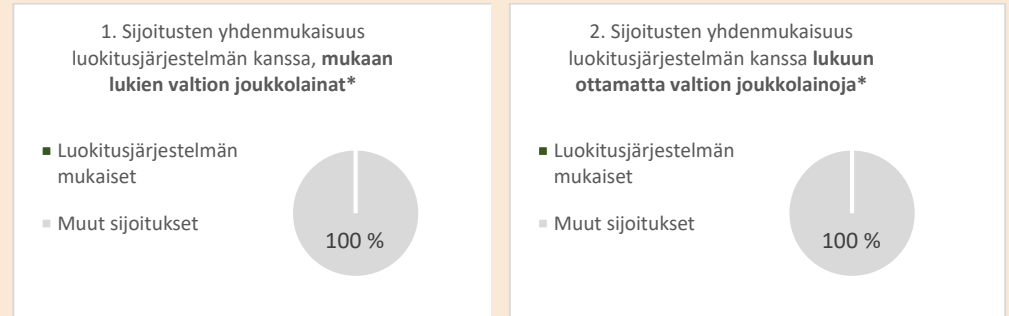 1. Sijoitusten yhdenmukaisuus
luokitusjärjestelmän kanssa, mukaan
lukien valtion joukkolainat*
Luokitusjärjestelmän
mukaiset
Muut sijoitukset
100 %
2. Sijoitusten yhdenmukaisuus
luokitusjärjestelmän kanssa lukuun
ottamatta valtion joukkolainoja*
Luokitusjärjestelmän
mukaiset
Muut sijoitukset
100 %